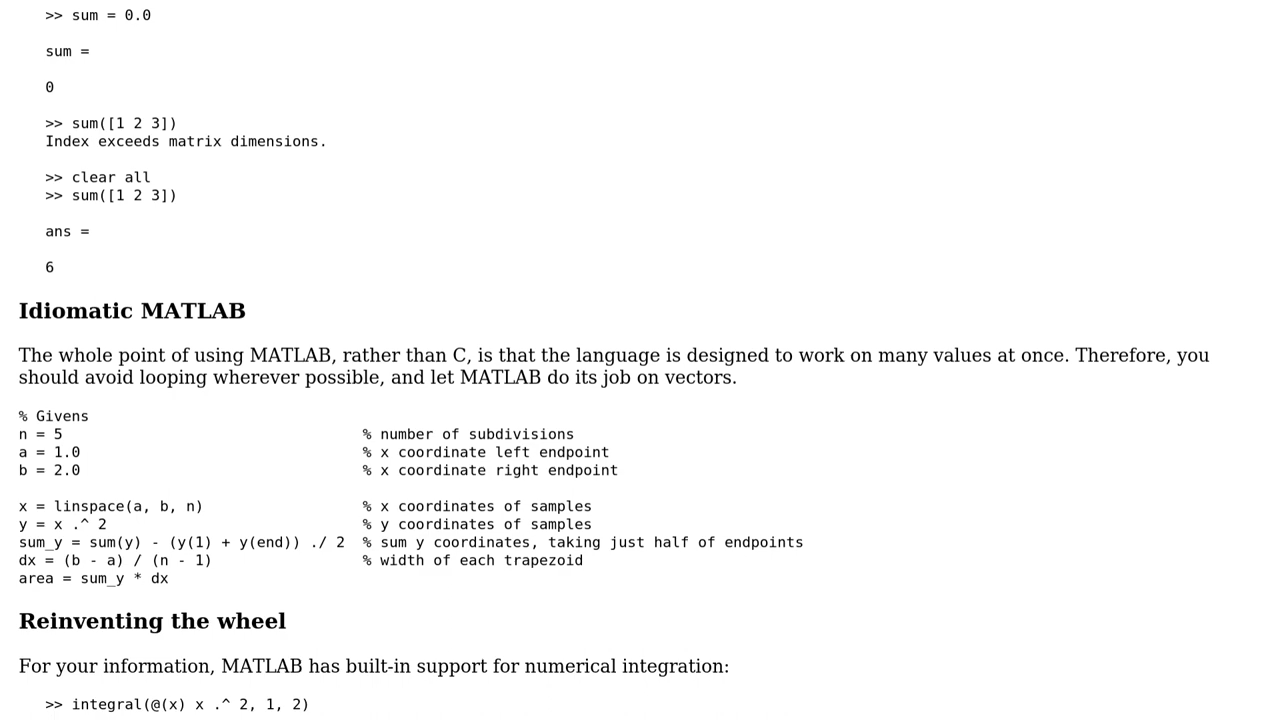 >> sum = 0.0
sum =
0
>> sum([1 2 3])
Index exceeds matrix dimensions.
>> clear all
>> sum([1 2 3])
ans =
6
Idiomatic MATLAB
The whole point of using MATLAB, rather than C, is that the language is designed to work on many values at once. Therefore, you
should avoid looping wherever possible, and let MATLAB do its job on vectors.
% Givens
n = 5                                  % number of subdivisions
a = 1.0                                % x coordinate left endpoint
b = 2.0                                % x coordinate right endpoint
x = linspace(a, b, n)                  % x coordinates of samples
y = x .^ 2                             % y coordinates of samples
sum_y = sum(y) - (y(1) + y(end)) ./ 2  % sum y coordinates, taking just half of endpoints
dx = (b - a) / (n - 1)                 % width of each trapezoid
area = sum_y * dx
Reinventing the wheel
For your information, MATLAB has built-in support for numerical integration:
>> integral(@(x) x .^ 2, 1, 2)